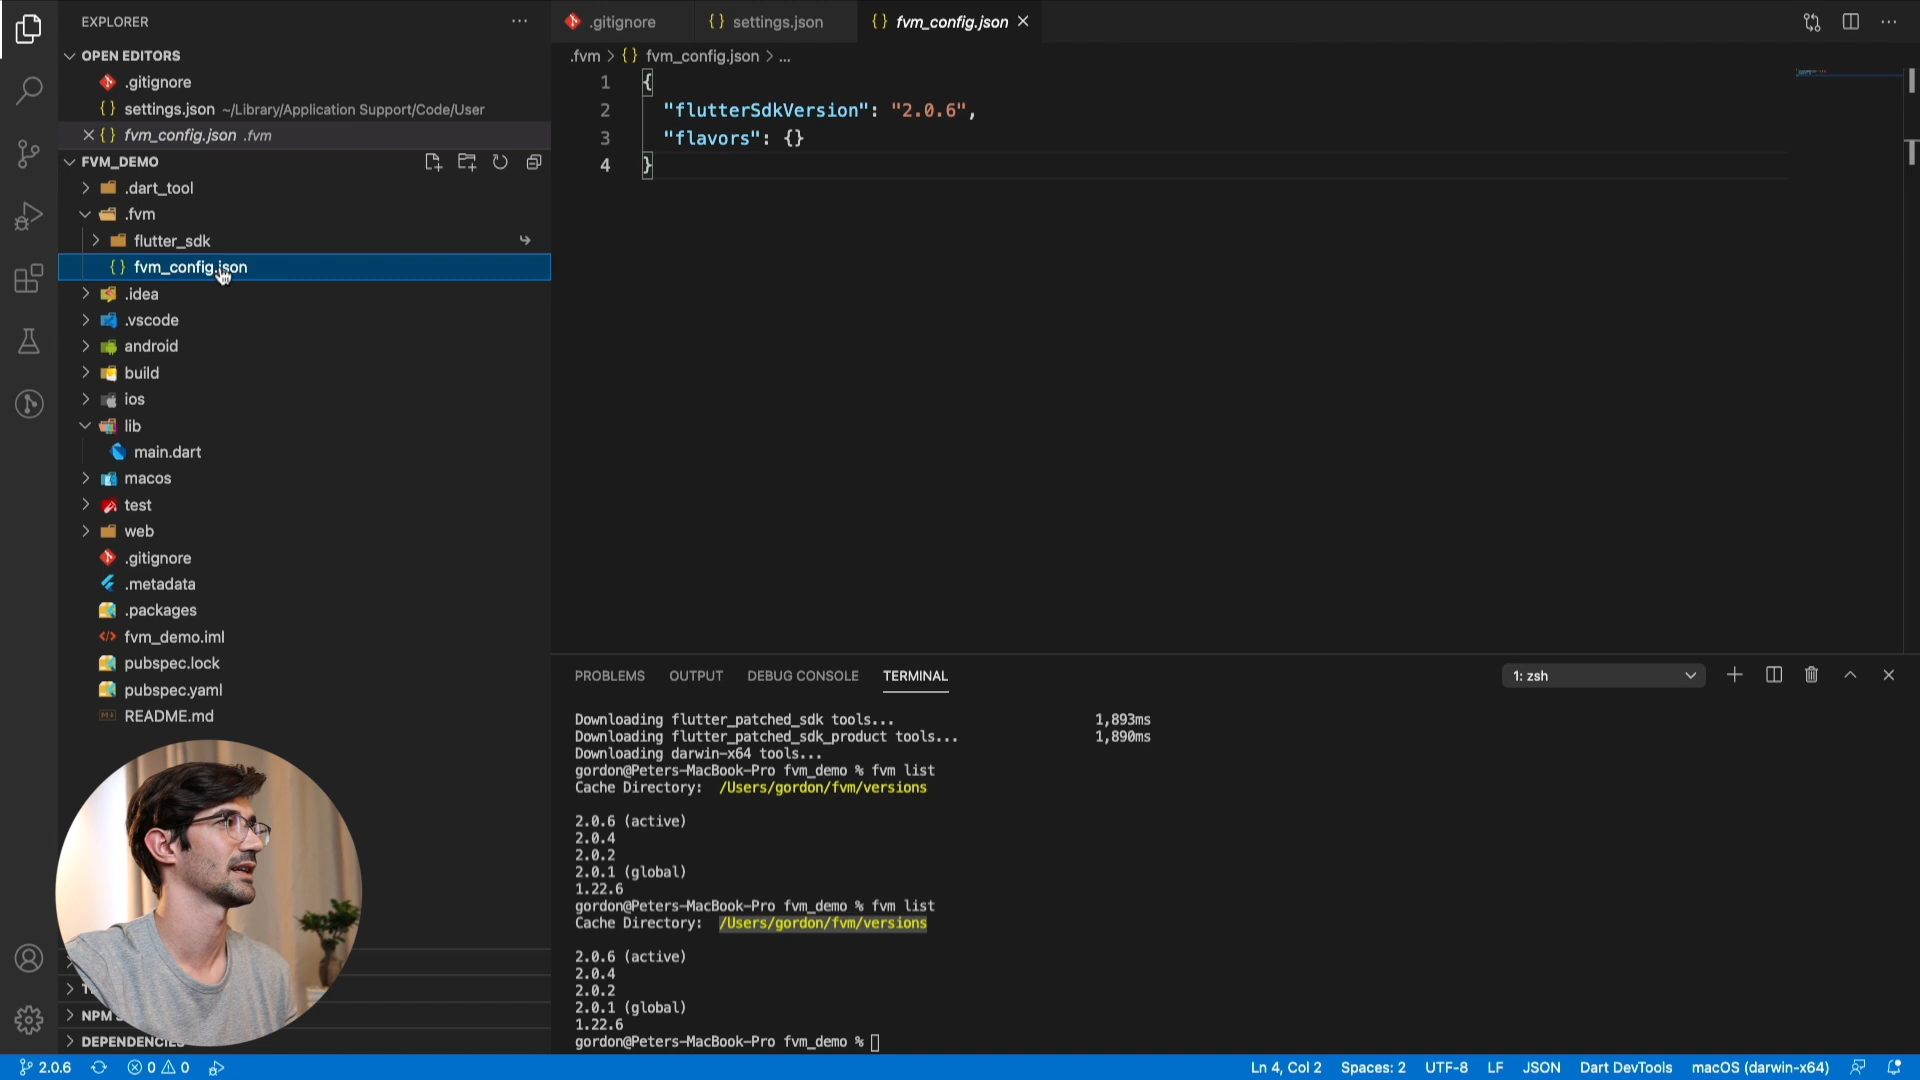 EXPLORER
OPEN EDITORS
.gitignore
settings.json ~/Library/Application Support/Code/User
fvm_config.json .fvm
FVM_DEMO
.dart_tool
.fvm
flutter_sdk
fvm_config.json
.idea
.vscode
android
build
ios
lib
main.dart
macos
test
web
.gitignore
.metadata
.packages
fvm_demo.iml
pubspec.lock
pubspec.yaml
README.md
NPM
DEPENDENCIES
.gitignore
settings.json
fvm_config.json
.fvm > {} fvm_config.json > ...
1 {
2 "flutterSdkVersion": "2.0.6",
3 "flavors": {}
4 }
PROBLEMS OUTPUT DEBUG CONSOLE TERMINAL
1: zsh
Downloading flutter_patched_sdk tools... 1,893ms
Downloading flutter_patched_sdk_product tools... 1,890ms
Downloading darwin-x64 tools...
gordon@Peters-MacBook-Pro fvm_demo % fvm list
Cache Directory: /Users/gordon/fvm/versions
2.0.6 (active)
2.0.4
2.0.2
2.0.1 (global)
1.22.6
gordon@Peters-MacBook-Pro fvm_demo % fvm list
Cache Directory: /Users/gordon/fvm/versions
2.0.6 (active)
2.0.4
2.0.2
2.0.1 (global)
1.22.6
gordon@Peters-MacBook-Pro fvm_demo %
2.0.6 0 0 Ln 4, Col 2 Spaces: 2 UTF-8 LF JSON Dart DevTools macOS (darwin-x64)